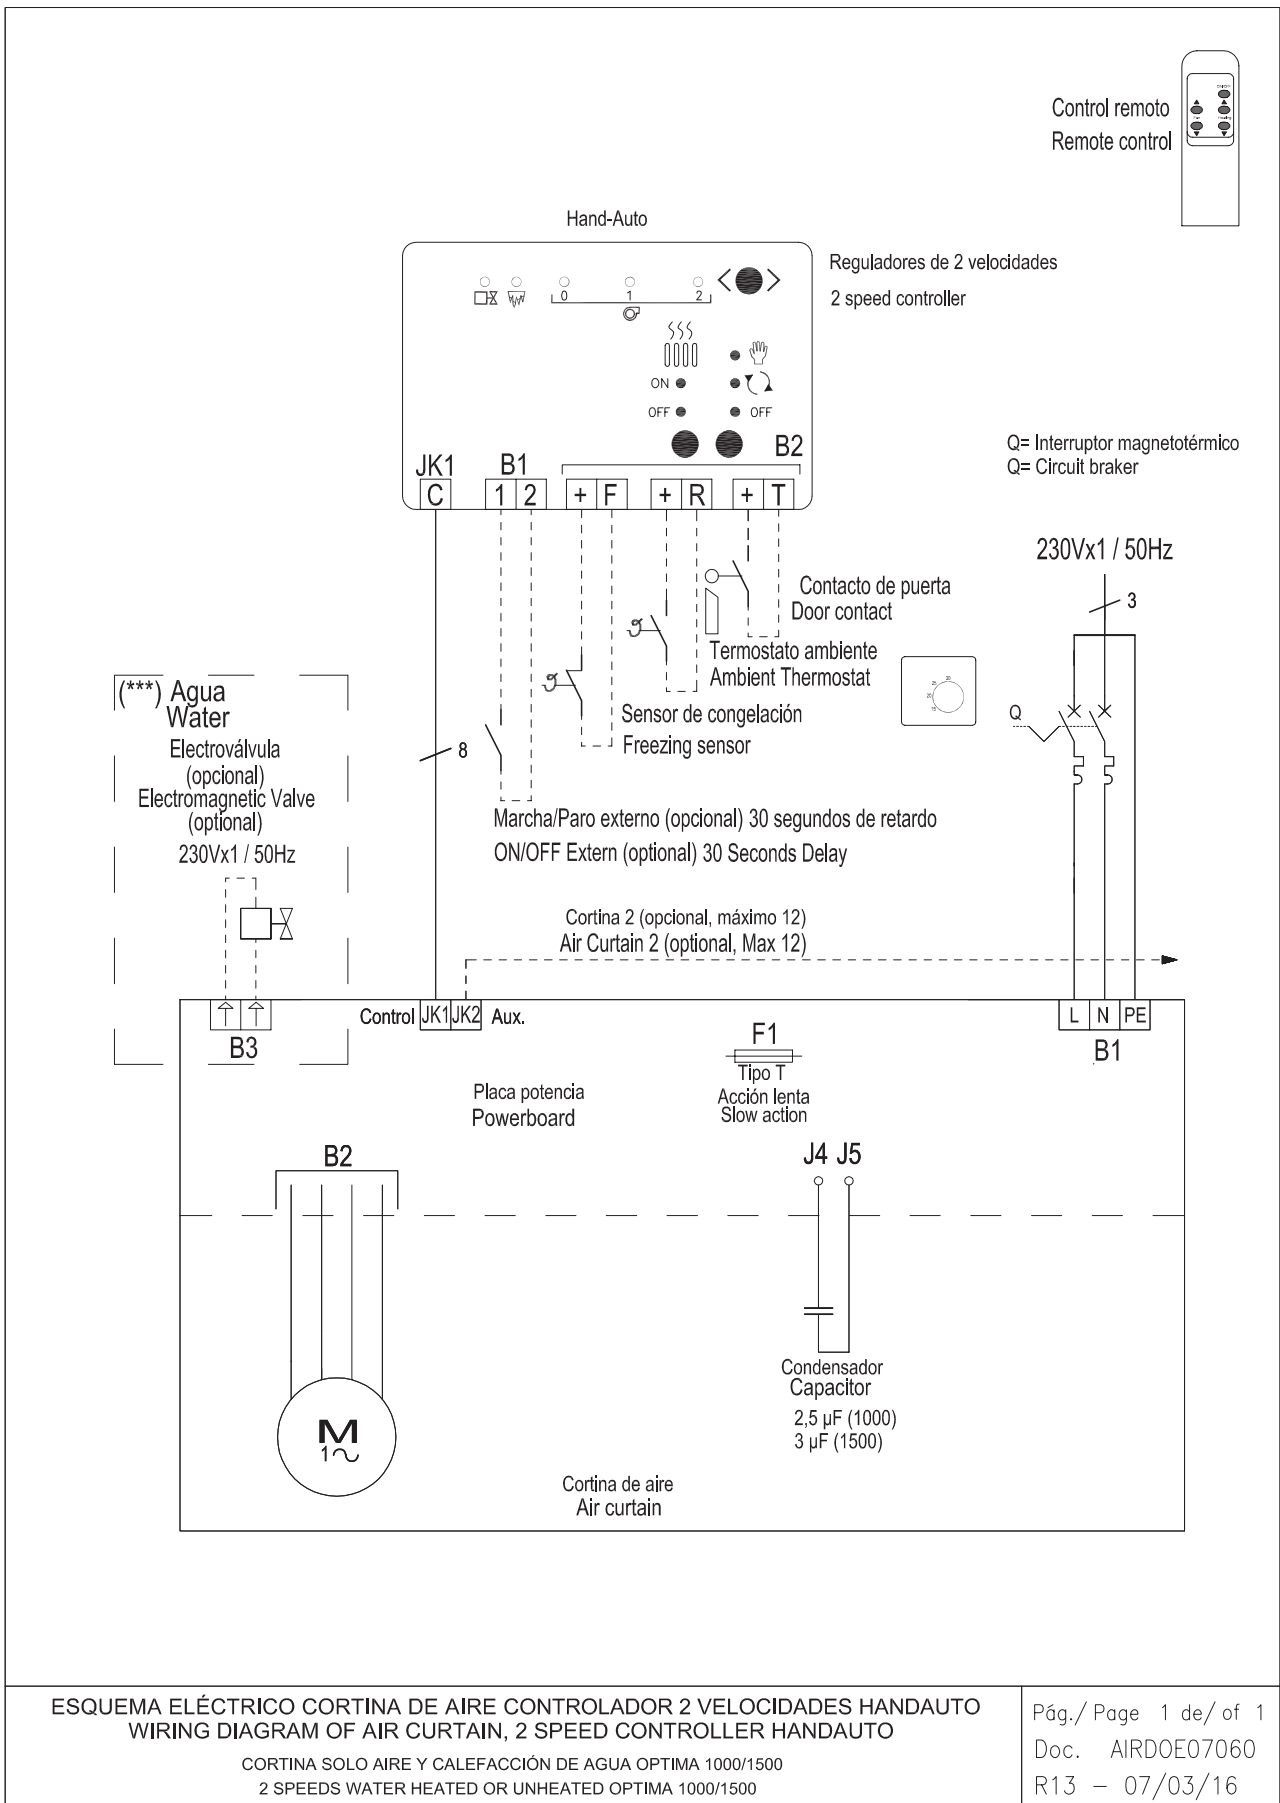 Control remoto
Remote control
On/OFF
Fan
Heating
Hand-Auto
Reguladores de 2 velocidades
2 speed controller
0 1 2
ON
OFF
OFF
JK1 B1 B2
C 1 2 + F + R + T
Q= Interruptor magnetotérmico
Q= Circuit braker
230Vx1 / 50Hz
3
Contacto de puerta
Door contact
Termostato ambiente
Ambient Thermostat
15 20 25 30
Q
Sensor de congelación
Freezing sensor
(***) Agua
Water
Electroválvula
(opcional)
Electromagnetic Valve
(optional)
230Vx1 / 50Hz
8
Marcha/Paro externo (opcional) 30 segundos de retardo
ON/OFF Extern (optional) 30 Seconds Delay
Cortina 2 (opcional, máximo 12)
Air Curtain 2 (optional, Max 12)
Control JK1 JK2 Aux.
L N PE
B3
B1
F1
Tipo T
Acción lenta
Slow action
Placa potencia
Powerboard
B2
J4 J5
Condensador
Capacitor
2,5 µF (1000)
3 µF (1500)
M
1
Cortina de aire
Air curtain
ESQUEMA ELÉCTRICO CORTINA DE AIRE CONTROLADOR 2 VELOCIDADES HANDAUTO
WIRING DIAGRAM OF AIR CURTAIN, 2 SPEED CONTROLLER HANDAUTO
CORTINA SOLO AIRE Y CALEFACCIÓN DE AGUA OPTIMA 1000/1500
2 SPEEDS WATER HEATED OR UNHEATED OPTIMA 1000/1500
Pág./ Page 1 de/ of 1
Doc. AIRDOE07060
R13 – 07/03/16